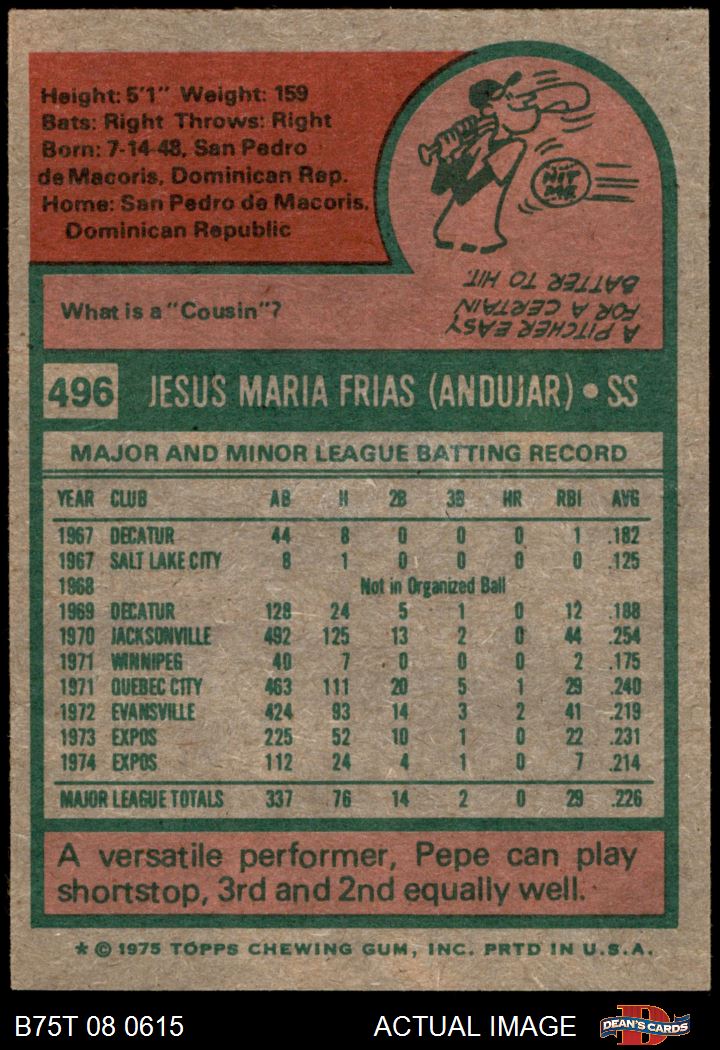 Height: 5'1" Weight: 159
Bats: Right Throws: Right
Born: 7-14-48, San Pedro
de Macoris, Dominican Rep.
Home: San Pedro de Macoris,
Dominican Republic
HIT ME
What is a "Cousin"?
A PITCHER EASY
FOR A CERTAIN
BATTER TO HIT.
496 JESUS MARIA FRIAS (ANDUJAR) • SS
MAJOR AND MINOR LEAGUE BATTING RECORD
YEAR CLUB AB H 2B 3B HR RBI AVG
1967 DECATUR 44 8 0 0 0 1 .182
1967 SALT LAKE CITY 8 1 0 0 0 0 .125
1968 Not in Organized Ball
1969 DECATUR 128 24 5 1 0 12 .188
1970 JACKSONVILLE 492 125 13 2 0 44 .254
1971 WINNIPEG 40 7 0 0 0 2 .175
1971 QUEBEC CITY 463 111 20 5 1 29 .240
1972 EVANSVILLE 424 93 14 3 2 41 .219
1973 EXPOS 225 52 10 1 0 22 .231
1974 EXPOS 112 24 4 1 0 7 .214
MAJOR LEAGUE TOTALS 337 76 14 2 0 29 .226
A versatile performer, Pepe can play
shortstop, 3rd and 2nd equally well.
* © 1975 TOPPS CHEWING GUM, INC. PRTD IN U.S.A.
B75T 08 0615 ACTUAL IMAGE D DEAN'S CARDS